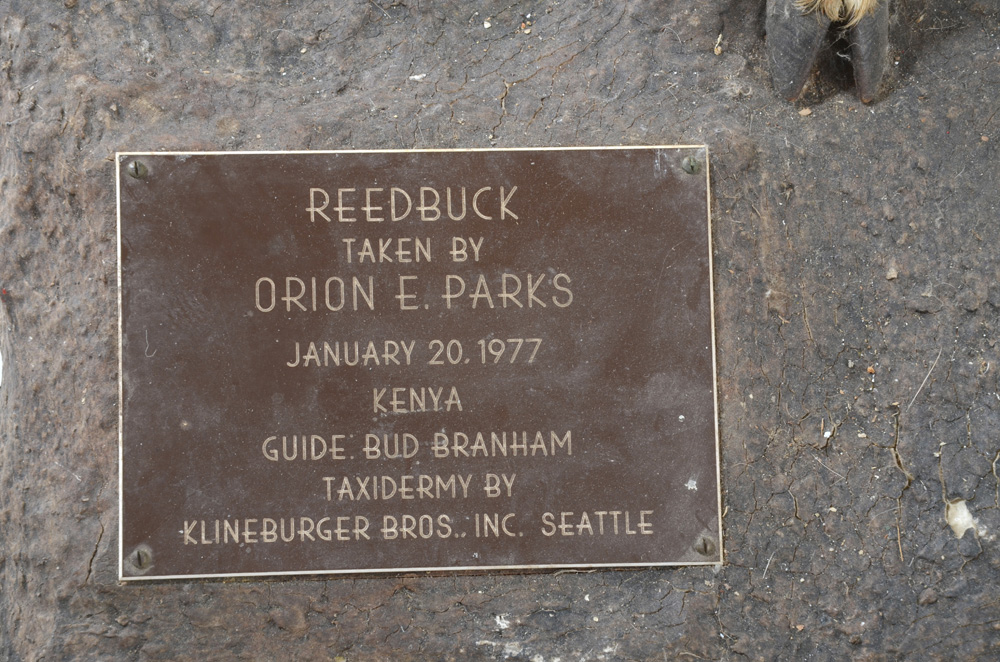 REEDBUCK
TAKEN BY
ORION E. PARKS
JANUARY 20, 1977
KENYA
GUIDE: BUD BRANHAM
TAXIDERMY BY
KLINEBURGER BROS., INC. SEATTLE